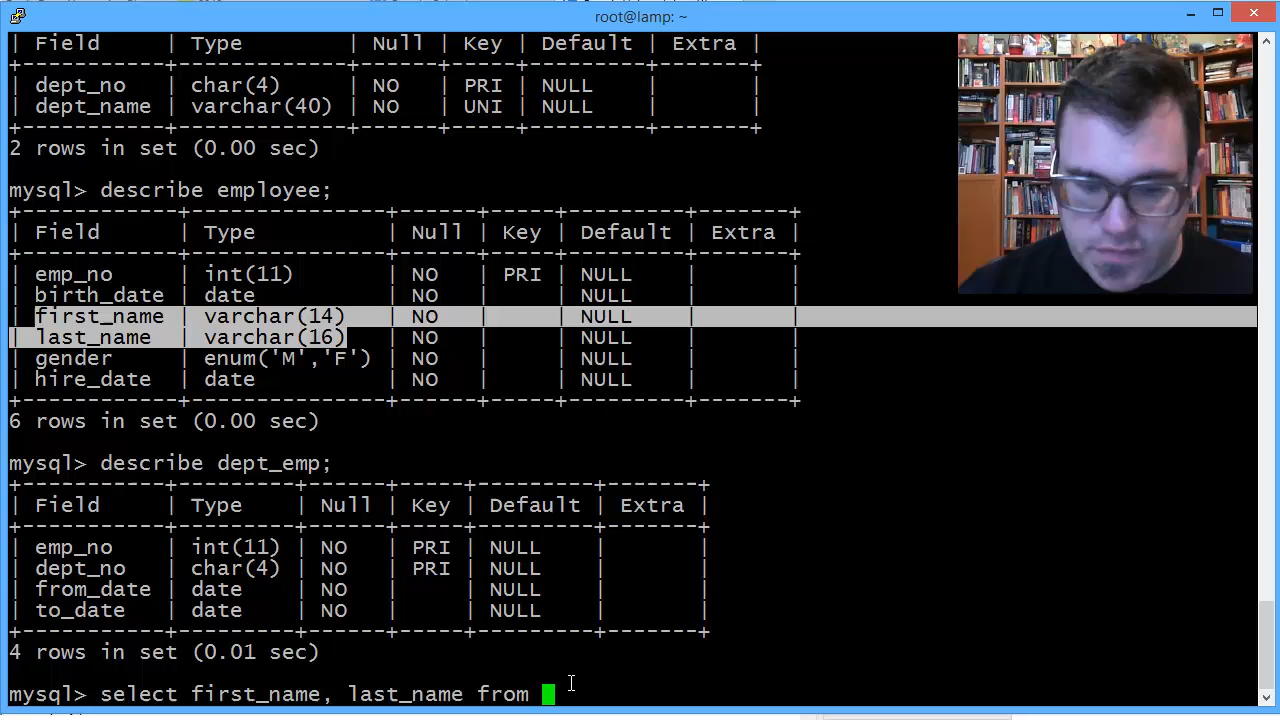 root@lamp: ~
| Field | Type | Null | Key | Default | Extra |
+-----------+-------------+------+-----+---------+-------+
| dept_no | char(4) | NO | PRI | NULL | |
| dept_name | varchar(40) | NO | UNI | NULL | |
+-----------+-------------+------+-----+---------+-------+
2 rows in set (0.00 sec)
mysql> describe employee;
+------------+---------------+------+-----+---------+-------+
| Field | Type | Null | Key | Default | Extra |
+------------+---------------+------+-----+---------+-------+
| emp_no | int(11) | NO | PRI | NULL | |
| birth_date | date | NO | | NULL | |
| first_name | varchar(14) | NO | | NULL | |
| last_name | varchar(16) | NO | | NULL | |
| gender | enum('M','F') | NO | | NULL | |
| hire_date | date | NO | | NULL | |
+------------+---------------+------+-----+---------+-------+
6 rows in set (0.00 sec)
mysql> describe dept_emp;
+-----------+---------+------+-----+---------+-------+
| Field | Type | Null | Key | Default | Extra |
+-----------+---------+------+-----+---------+-------+
| emp_no | int(11) | NO | PRI | NULL | |
| dept_no | char(4) | NO | PRI | NULL | |
| from_date | date | NO | | NULL | |
| to_date | date | NO | | NULL | |
+-----------+---------+------+-----+---------+-------+
4 rows in set (0.01 sec)
mysql> select first_name, last_name from